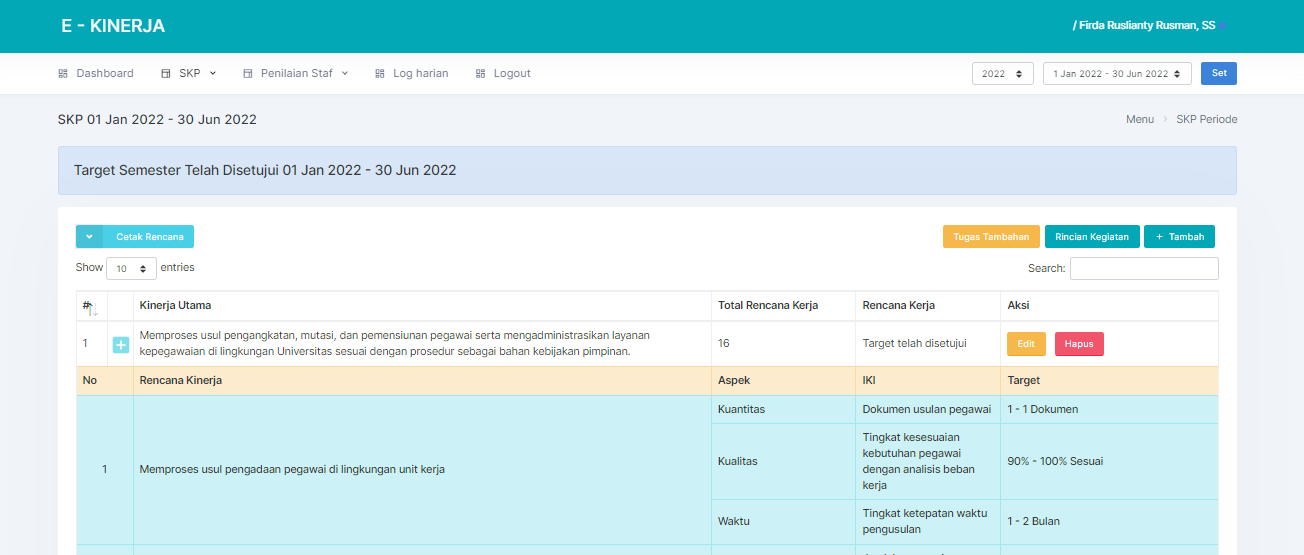 E - KINERJA
/ Firda Ruslianty Rusman, SS
Dashboard SKP Penilaian Staf Log harian Logout 2022 1 Jan 2022 - 30 Jun 2022 Set
SKP 01 Jan 2022 - 30 Jun 2022
Menu > SKP Periode
Target Semester Telah Disetujui 01 Jan 2022 - 30 Jun 2022
Cetak Rencana Tugas Tambahan Rincian Kegiatan + Tambah
Show 10 entries Search:
# Kinerja Utama Total Rencana Kerja Rencana Kerja Aksi
1 + Memproses usul pengangkatan, mutasi, dan pemensiunan pegawai serta mengadministrasikan layanan
kepegawaian di lingkungan Universitas sesuai dengan prosedur sebagai bahan kebijakan pimpinan.
16 Target telah disetujui Edit Hapus
No Rencana Kinerja Aspek IKI Target
1 Memproses usul pengadaan pegawai di lingkungan unit kerja
Kuantitas Dokumen usulan pegawai 1 - 1 Dokumen
Kualitas
Tingkat kesesuaian
kebutuhan pegawai
dengan analisis beban
kerja
90% - 100% Sesuai
Waktu
Tingkat ketepatan waktu
pengusulan
1 - 2 Bulan